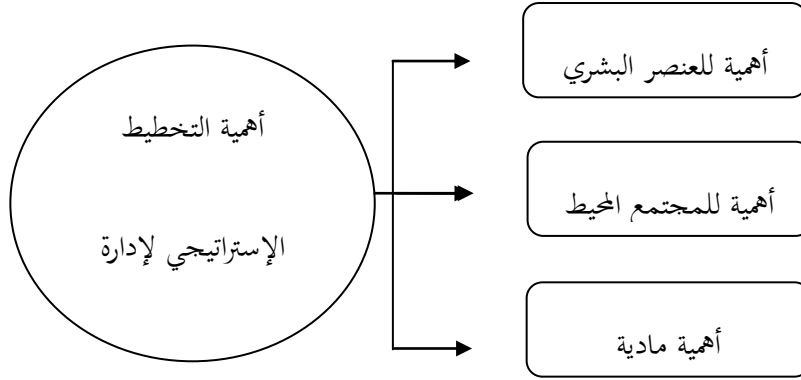 أهمية التخطيط
الإستراتيجي لإدارة
أهمية للعنصر البشري
أهمية للمجتمع المحيط
أهمية مادية